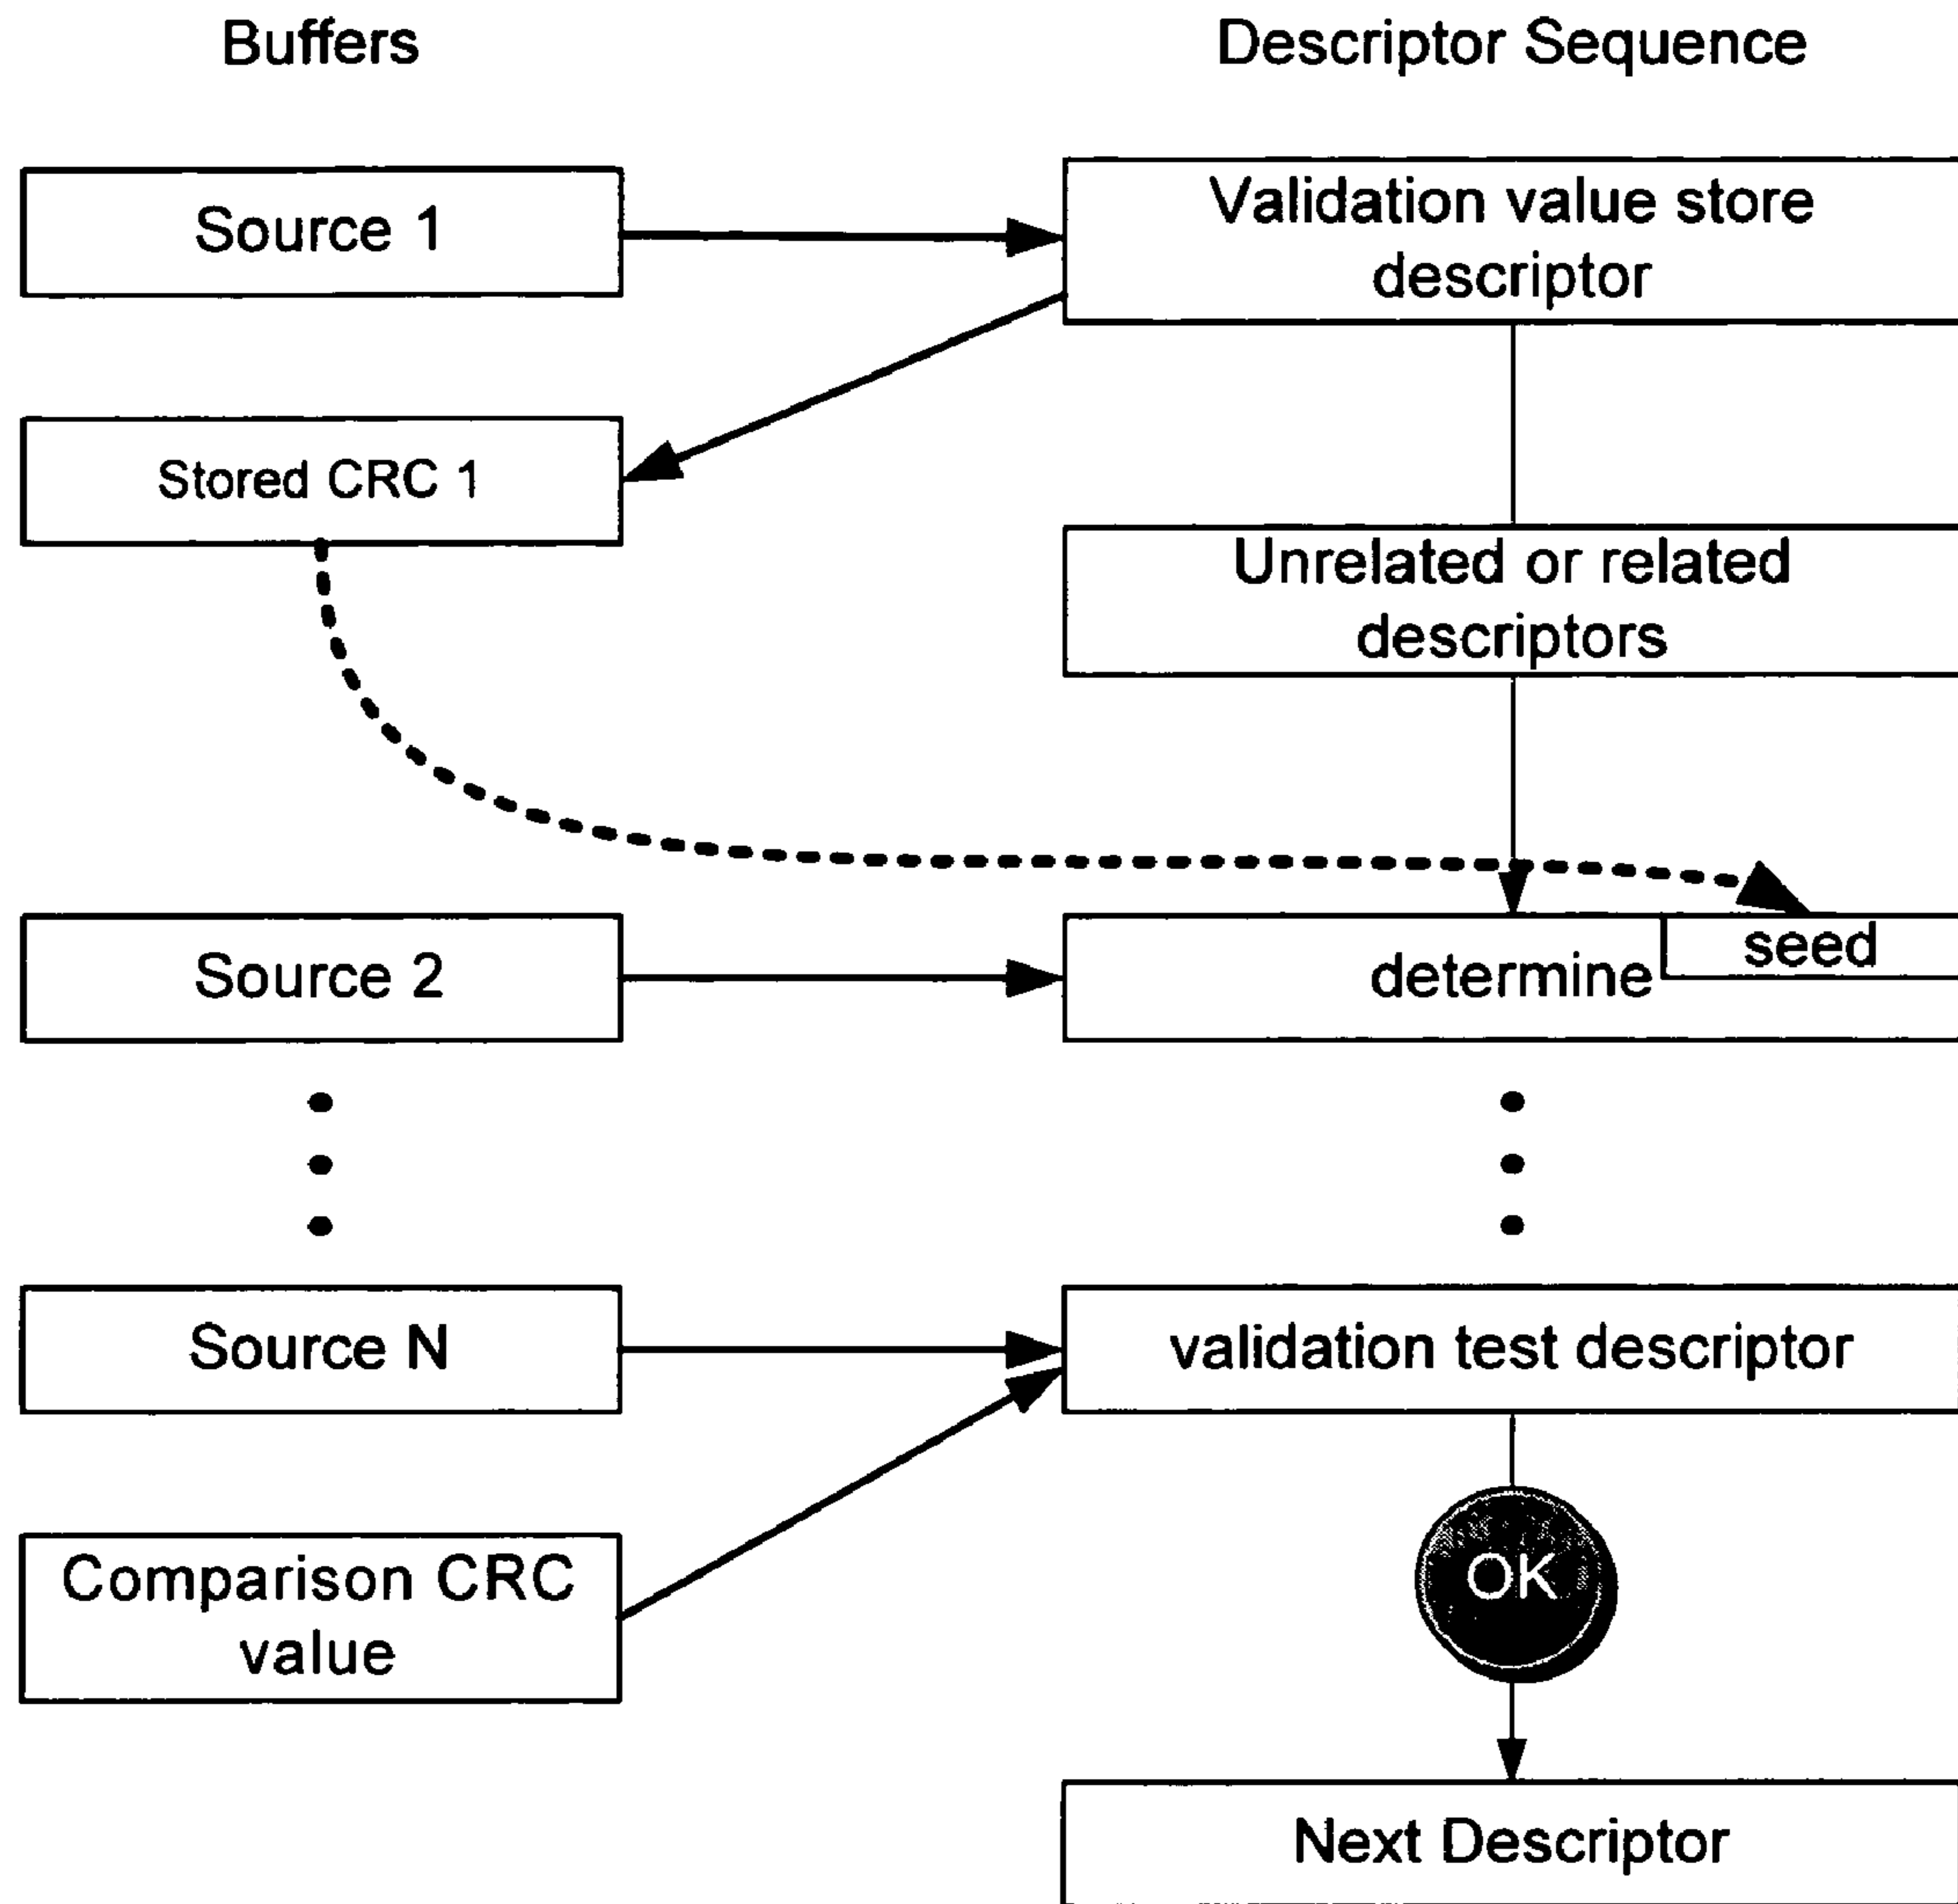 Buffers
Descriptor Sequence
Source 1
Validation value store
descriptor
Stored CRC 1
Unrelated or related
descriptors
Source 2
determine
seed
Source N
validation test descriptor
Comparison CRC
value
OK
Next Descriptor